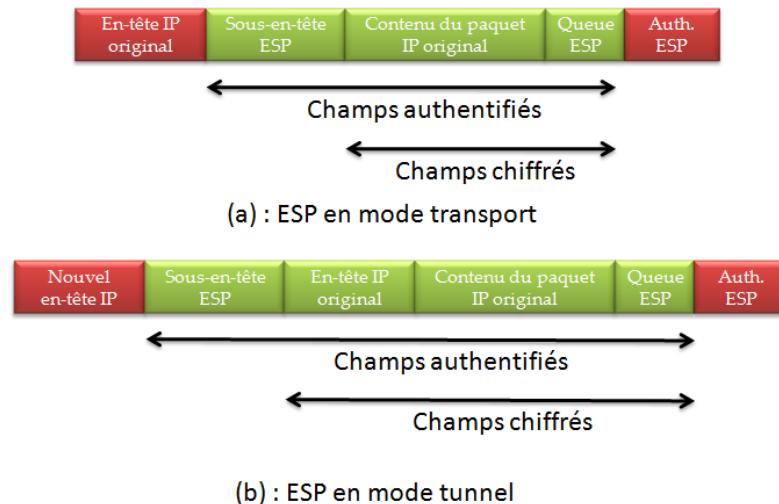 En-tête IP original
Sous-en-tête ESP
Contenu du paquet IP original
Queue ESP
Auth. ESP
Champs authentifiés
Champs chiffrés
(a) : ESP en mode transport
Nouvel en-tête IP
Sous-en-tête ESP
En-tête IP original
Contenu du paquet IP original
Queue ESP
Auth. ESP
Champs authentifiés
Champs chiffrés
(b) : ESP en mode tunnel